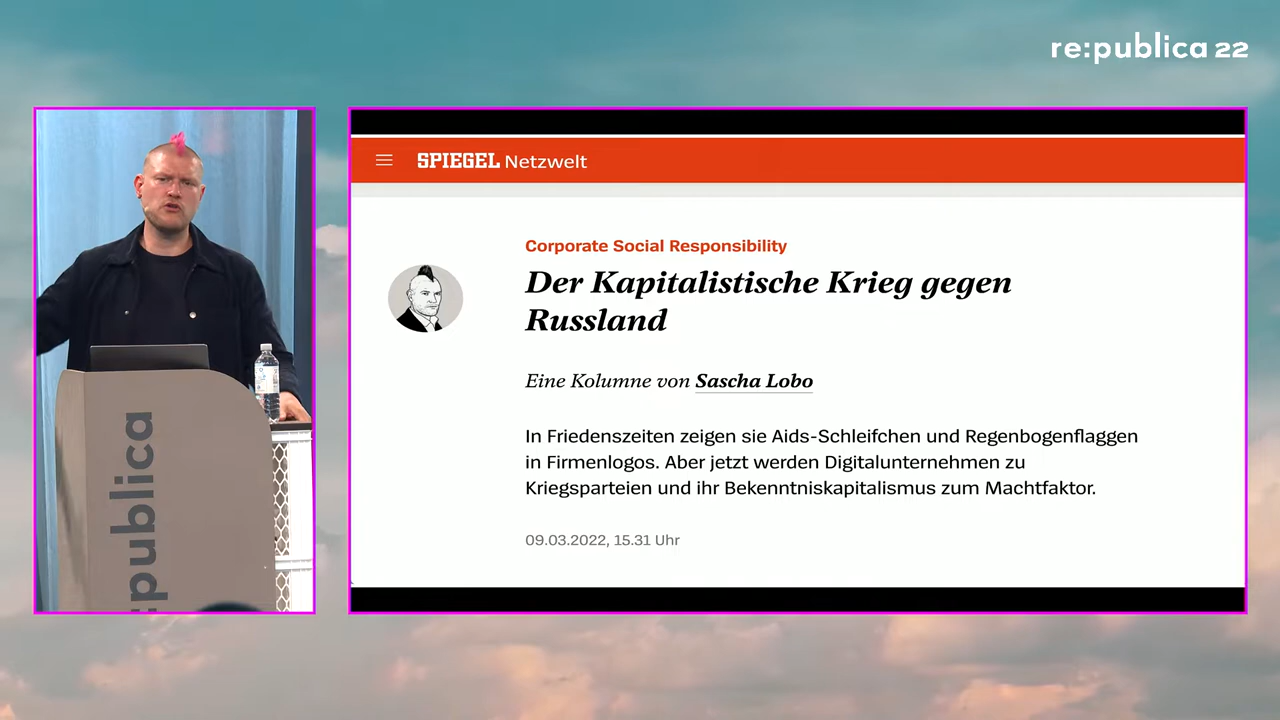 re:publica 22
SPIEGEL Netzwelt
Corporate Social Responsibility
Der Kapitalistische Krieg gegen
Russland
Eine Kolumne von Sascha Lobo
In Friedenszeiten zeigen sie Aids-Schleifchen und Regenbogenflaggen
in Firmenlogos. Aber jetzt werden Digitalunternehmen zu
Kriegsparteien und ihr Bekenntniskapitalismus zum Machtfaktor.
09.03.2022, 15.31 Uhr
:publica